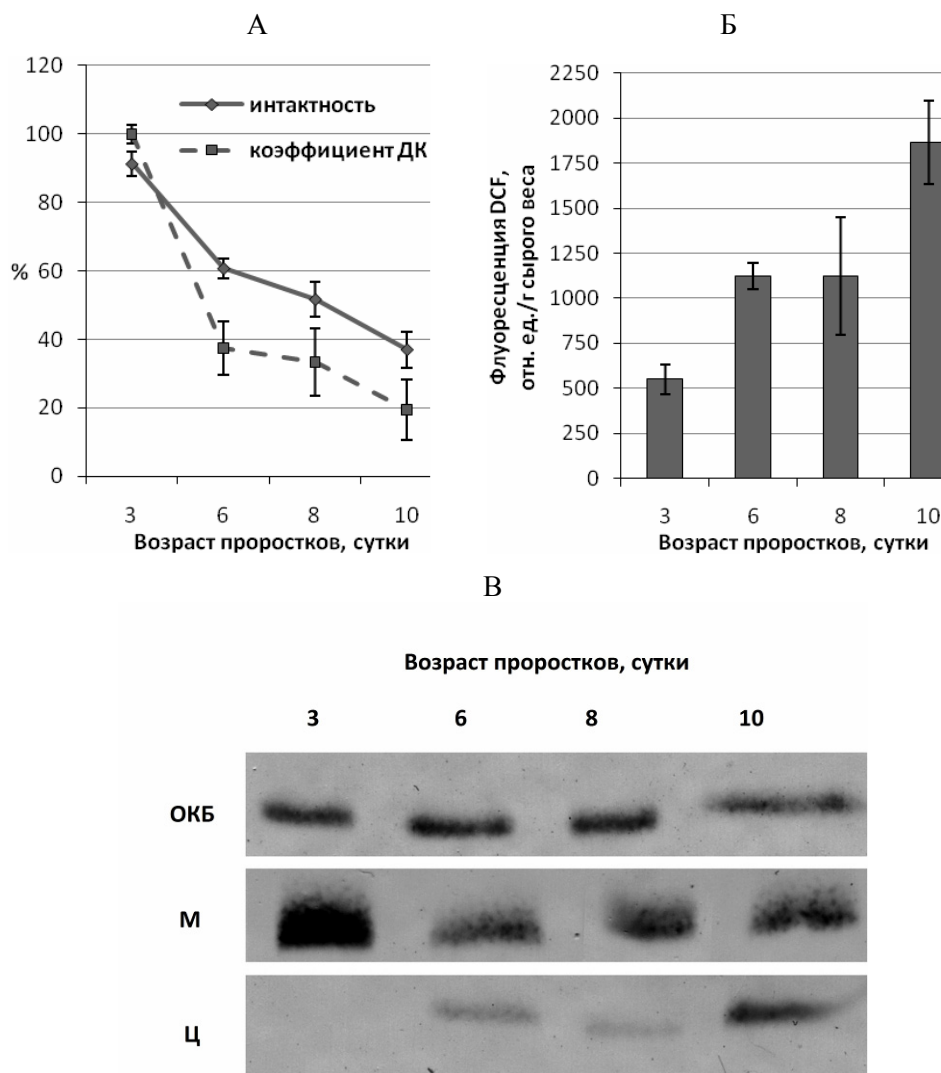 А
120
100
80
60
40
20
0
%
интактность
коэффициент ДК
3 6 8 10
Возраст проростков, сутки
Б
Флуоресценция DCF,
отн. ед./г сырого веса
2250
2000
1750
1500
1250
1000
750
500
250
0
3 6 8 10
Возраст проростков, сутки
В
Возраст проростков, сутки
3 6 8 10
ОКБ
М
Ц